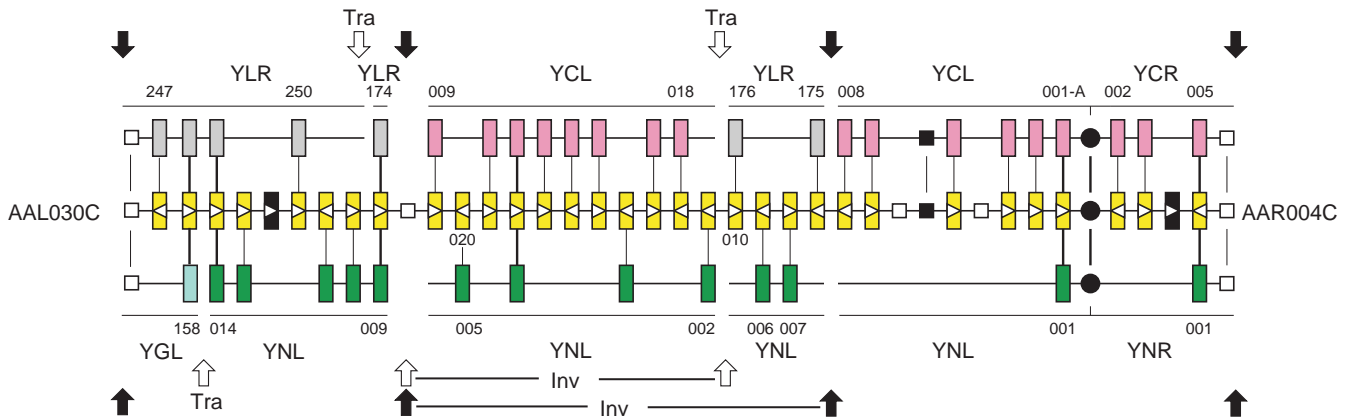 Tra Tra
YLR YLR YCL YLR YCL YCR
247 250 174 009 018 176 175 008 001-A 002 005
AAL030C AAR004C
020 010
158 014 009 005 002 006 007 001 001
YGL YNL YNL YNL YNL YNR
Tra Inv
Inv